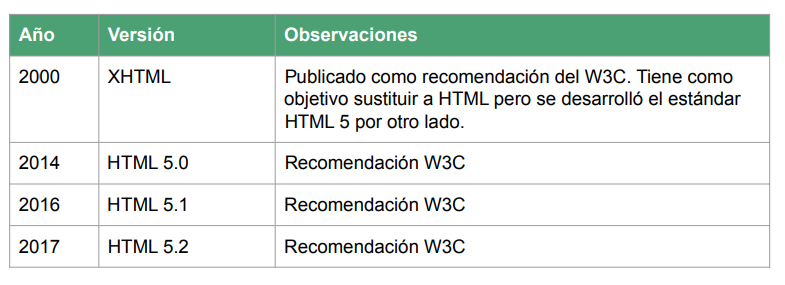 Año Versión Observaciones
2000 XHTML Publicado como recomendación del W3C. Tiene como
objetivo sustituir a HTML pero se desarrolló el estándar
HTML 5 por otro lado.
2014 HTML 5.0 Recomendación W3C
2016 HTML 5.1 Recomendación W3C
2017 HTML 5.2 Recomendación W3C